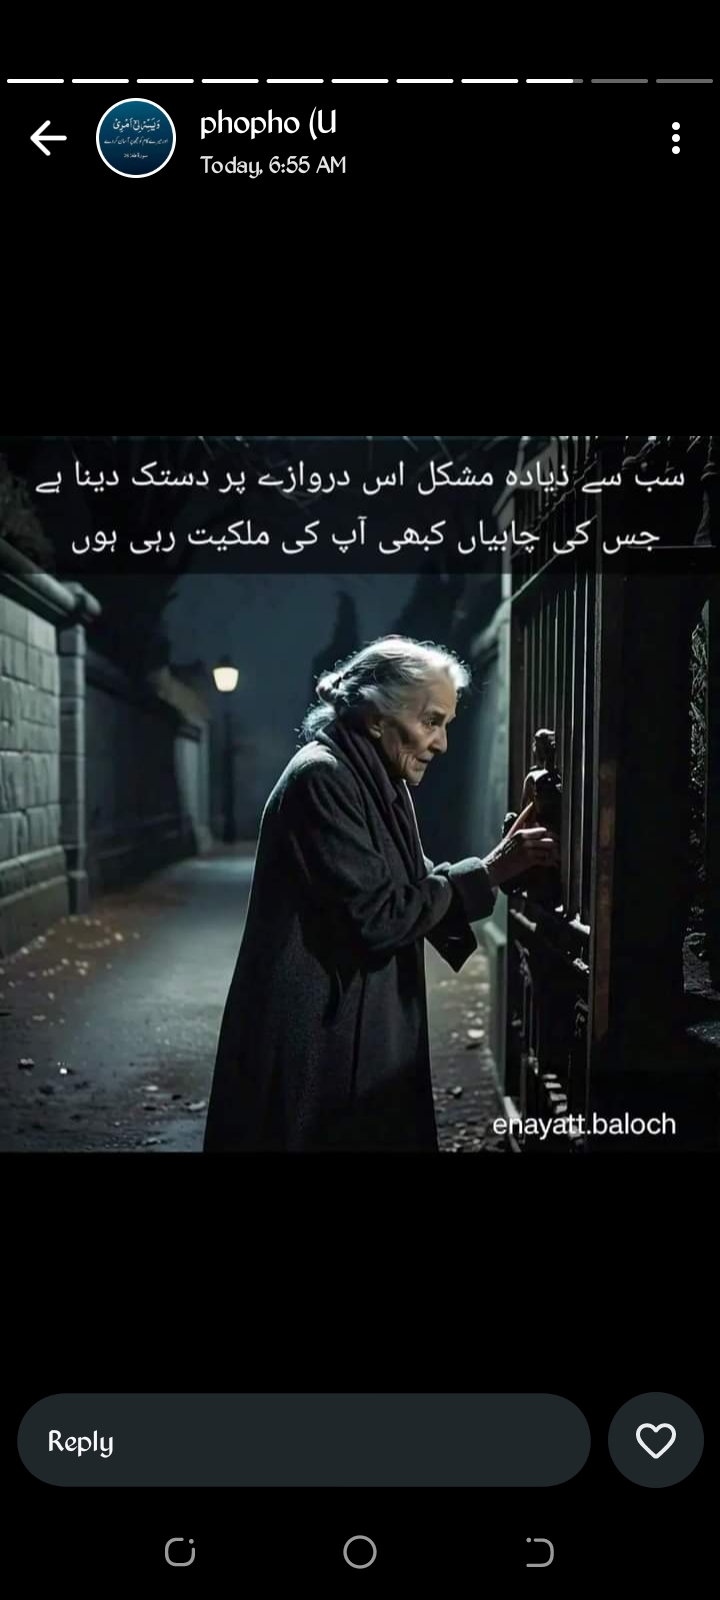 phopho (U
Today, 6:55 AM
وَيَسِّرْ لِيْ أَمْرِيْ
سب سے ذیادہ مشکل اس دروازے پر دستک دینا ہے
جس کی چابیاں کبھی آپ کی ملکیت رہی ہوں
enayatt.baloch
Reply